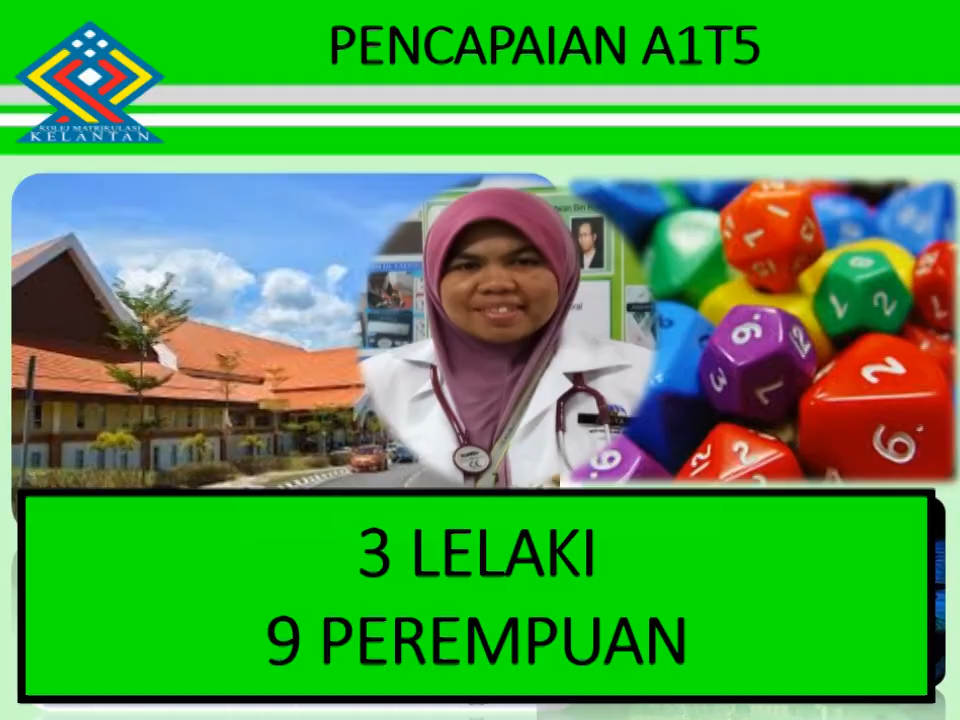 PENCAPAIAN A1T5
KOLEJ MATRIKULASI
KELANTAN
3 LELAKI
9 PEREMPUAN